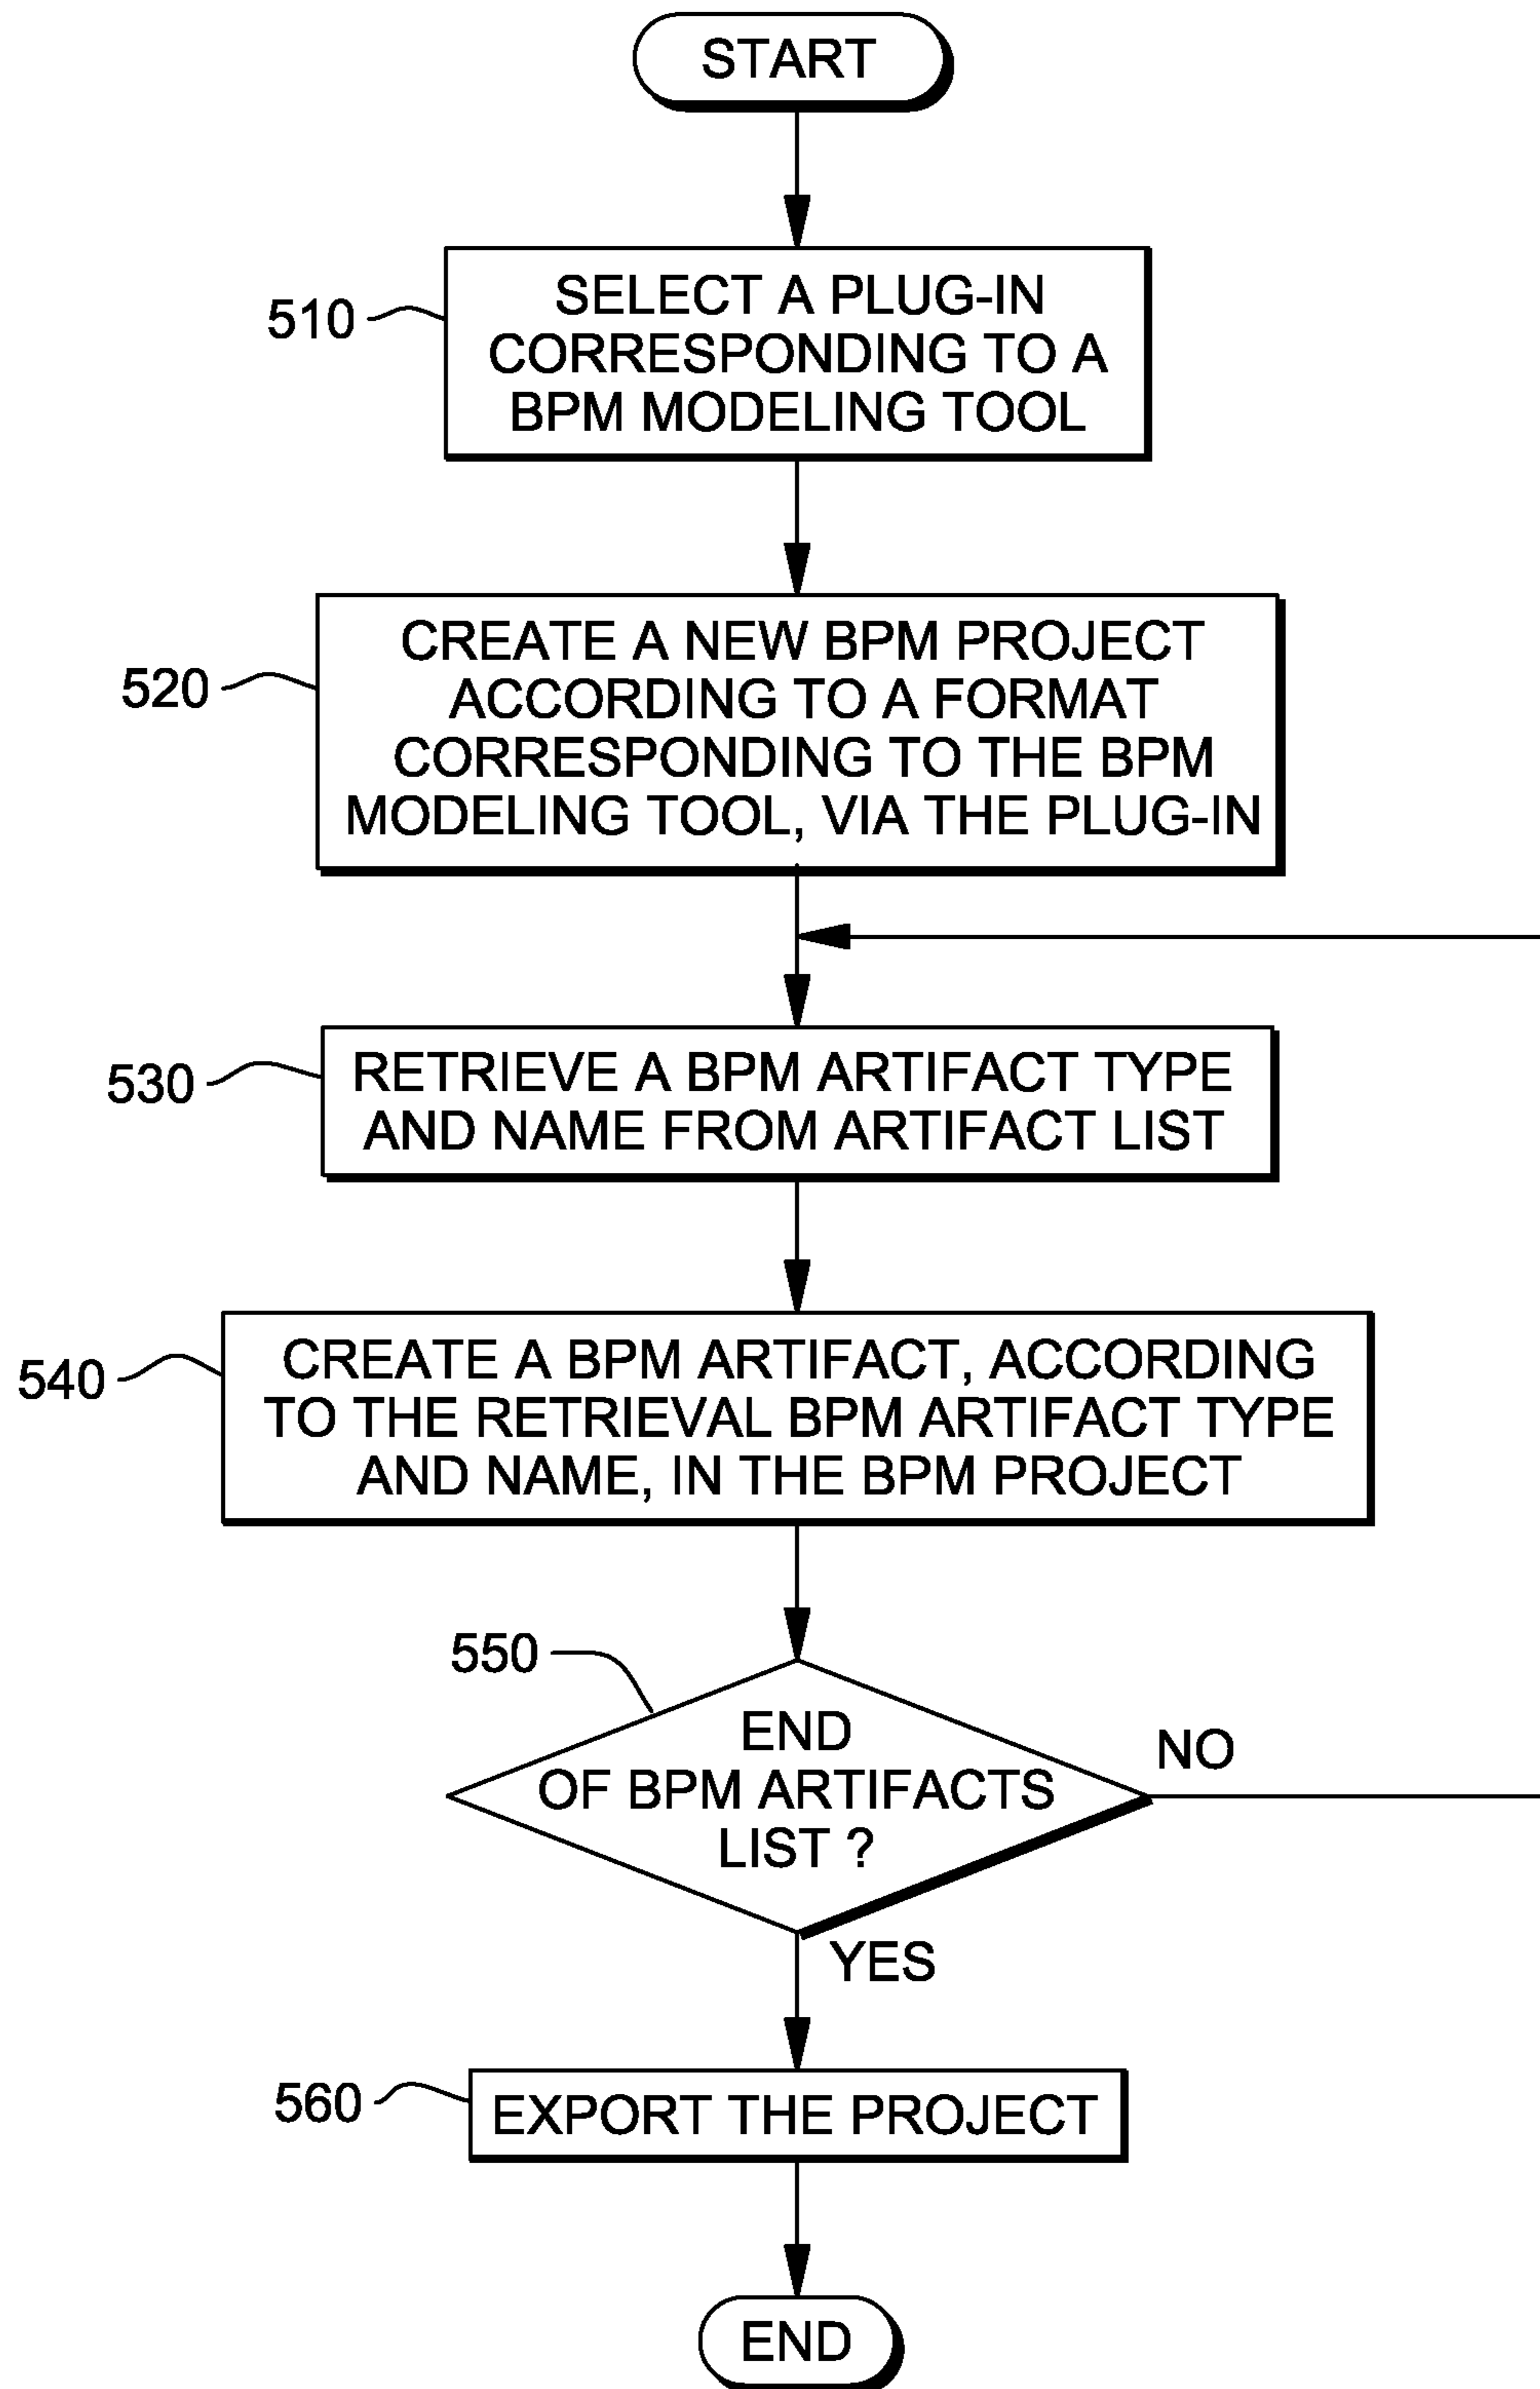 START
510
SELECT A PLUG-IN
CORRESPONDING TO A
BPM MODELING TOOL
520
CREATE A NEW BPM PROJECT
ACCORDING TO A FORMAT
CORRESPONDING TO THE BPM
MODELING TOOL, VIA THE PLUG-IN
530
RETRIEVE A BPM ARTIFACT TYPE
AND NAME FROM ARTIFACT LIST
540
CREATE A BPM ARTIFACT, ACCORDING
TO THE RETRIEVAL BPM ARTIFACT TYPE
AND NAME, IN THE BPM PROJECT
550
END
OF BPM ARTIFACTS
LIST ?
NO
YES
560
EXPORT THE PROJECT
END